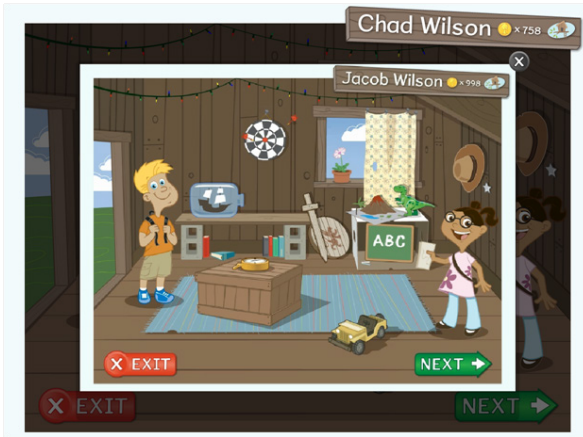 Chad Wilson x 758
Jacob Wilson x 998
ABC
X EXIT
NEXT
X EXIT
NEXT